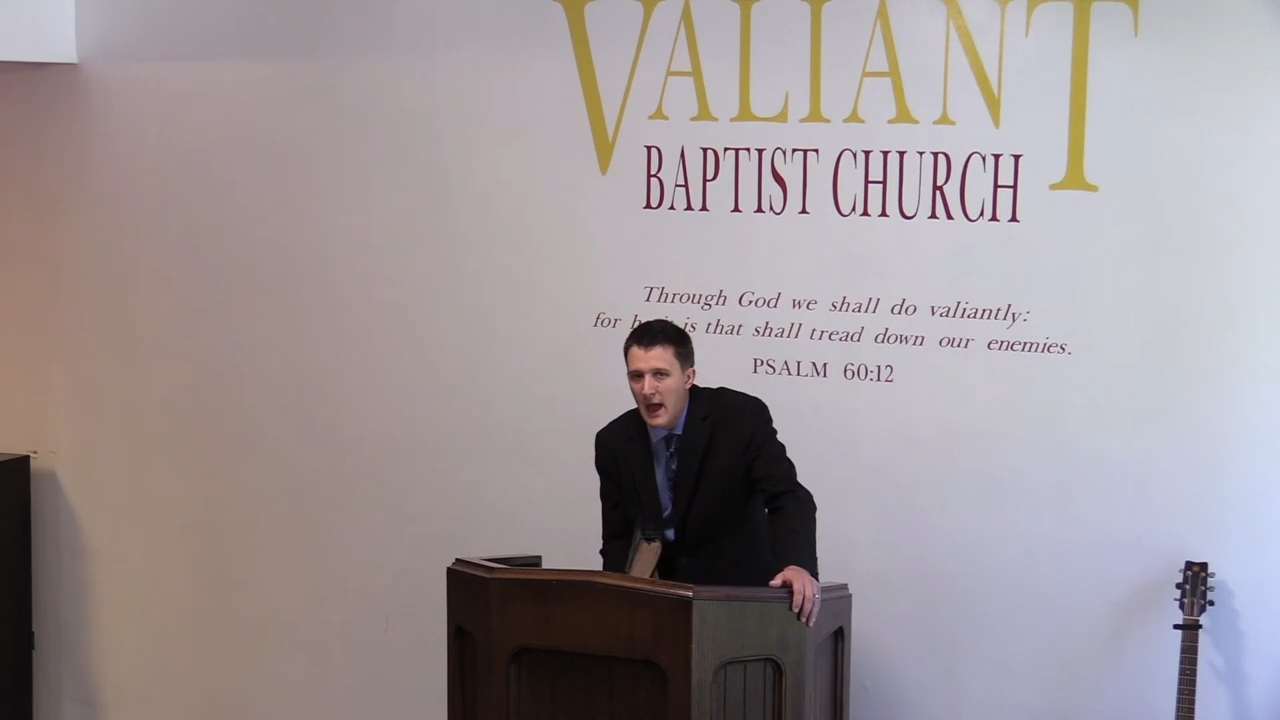 VALIANT
BAPTIST CHURCH
Through God we shall do valiantly:
for is that shall tread down our enemies.
PSALM 60:12